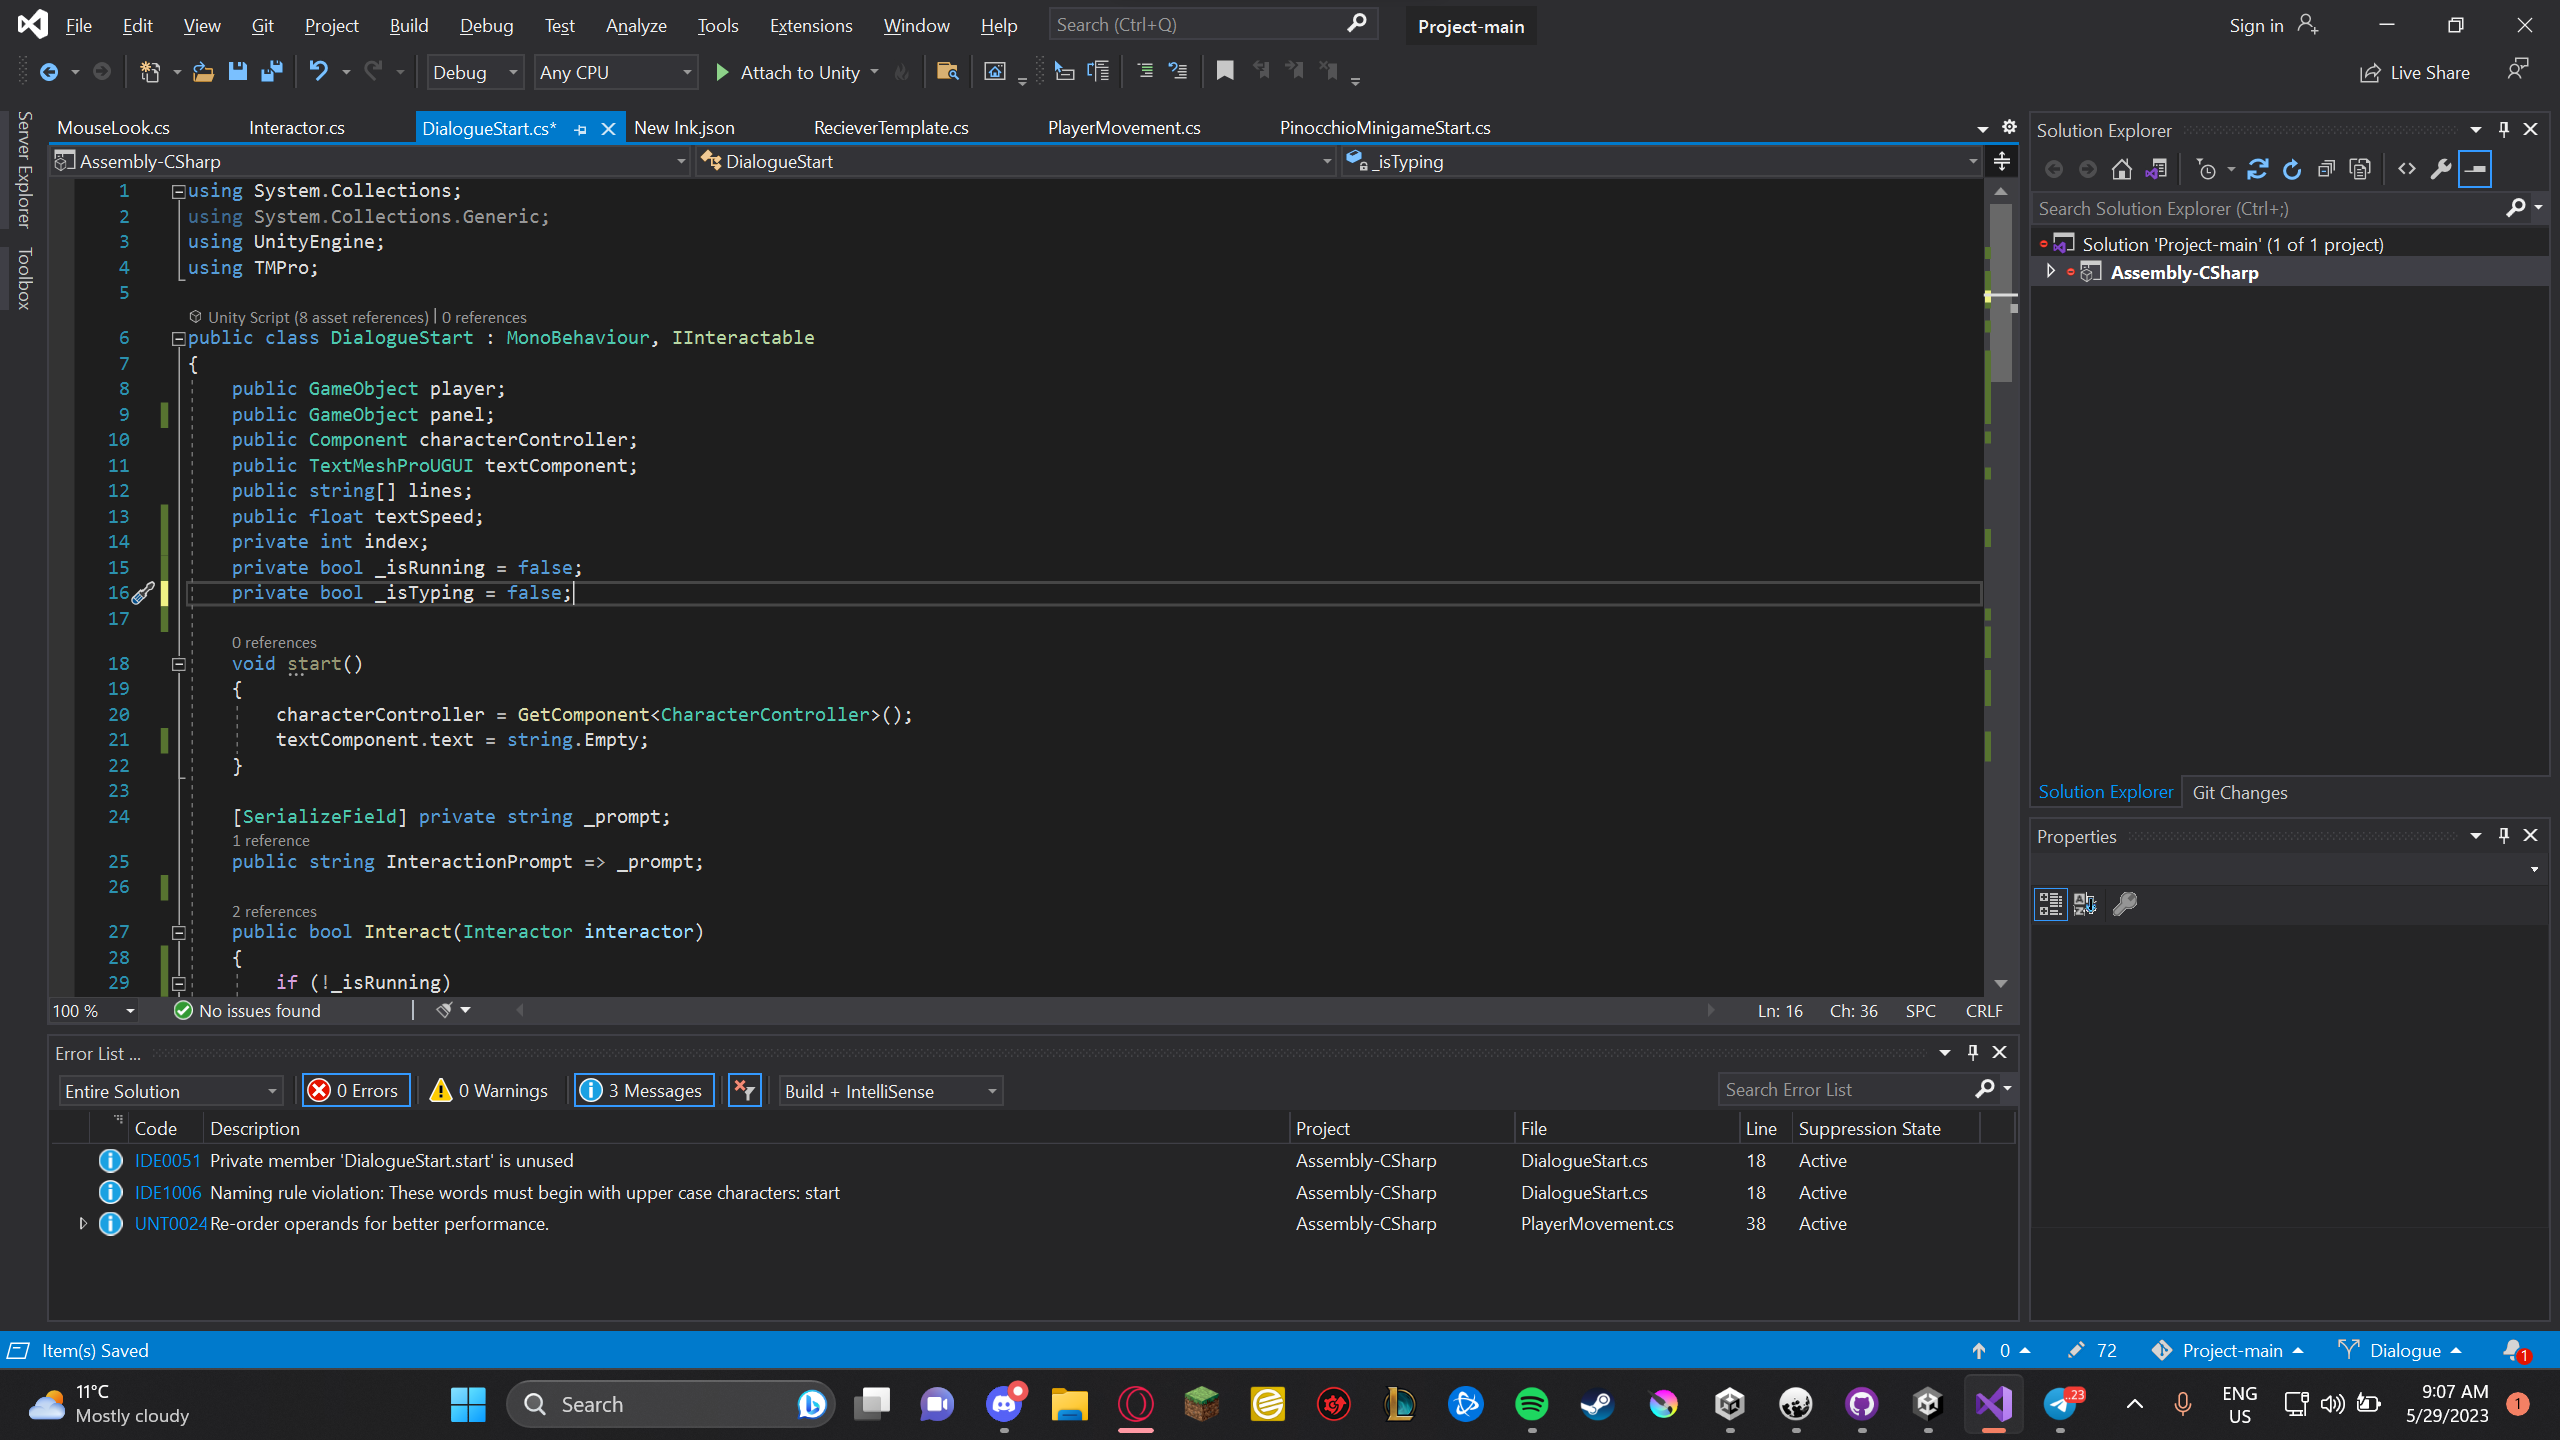 File Edit View Git Project Build Debug Test Analyze Tools Extensions Window Help Search (Ctrl+Q) Project-main Sign in
Debug Any CPU Attach to Unity Live Share
Server Explorer
Toolbox
MouseLook.cs Interactor.cs DialogueStart.cs* New Ink.json RecieverTemplate.cs PlayerMovement.cs PinocchioMinigameStart.cs
Assembly-CSharp DialogueStart _isTyping
1 using System.Collections;
2 using System.Collections.Generic;
3 using UnityEngine;
4 using TMPro;
5
Unity Script (8 asset references) | 0 references
6 public class DialogueStart : MonoBehaviour, IInteractable
7 {
8 public GameObject player;
9 public GameObject panel;
10 public Component characterController;
11 public TextMeshProUGUI textComponent;
12 public string[] lines;
13 public float textSpeed;
14 private int index;
15 private bool _isRunning = false;
16 private bool _isTyping = false;
17
0 references
18 void start()
19 {
20 characterController = GetComponent<CharacterController>();
21 textComponent.text = string.Empty;
22 }
23
24 [SerializeField] private string _prompt;
1 reference
25 public string InteractionPrompt => _prompt;
26
2 references
27 public bool Interact(Interactor interactor)
28 {
29 if (!_isRunning)
100 % No issues found Ln: 16 Ch: 36 SPC CRLF
Error List ...
Entire Solution 0 Errors 0 Warnings 3 Messages Build + IntelliSense Search Error List
Code Description Project File Line Suppression State
IDE0051 Private member 'DialogueStart.start' is unused Assembly-CSharp DialogueStart.cs 18 Active
IDE1006 Naming rule violation: These words must begin with upper case characters: start Assembly-CSharp DialogueStart.cs 18 Active
UNT0024 Re-order operands for better performance. Assembly-CSharp PlayerMovement.cs 38 Active
Solution Explorer
Search Solution Explorer (Ctrl+;)
Solution 'Project-main' (1 of 1 project)
Assembly-CSharp
Solution Explorer Git Changes
Properties
Item(s) Saved 0 72 Project-main Dialogue 1
11°C
Mostly cloudy
Search
23
ENG
US
9:07 AM
5/29/2023
1